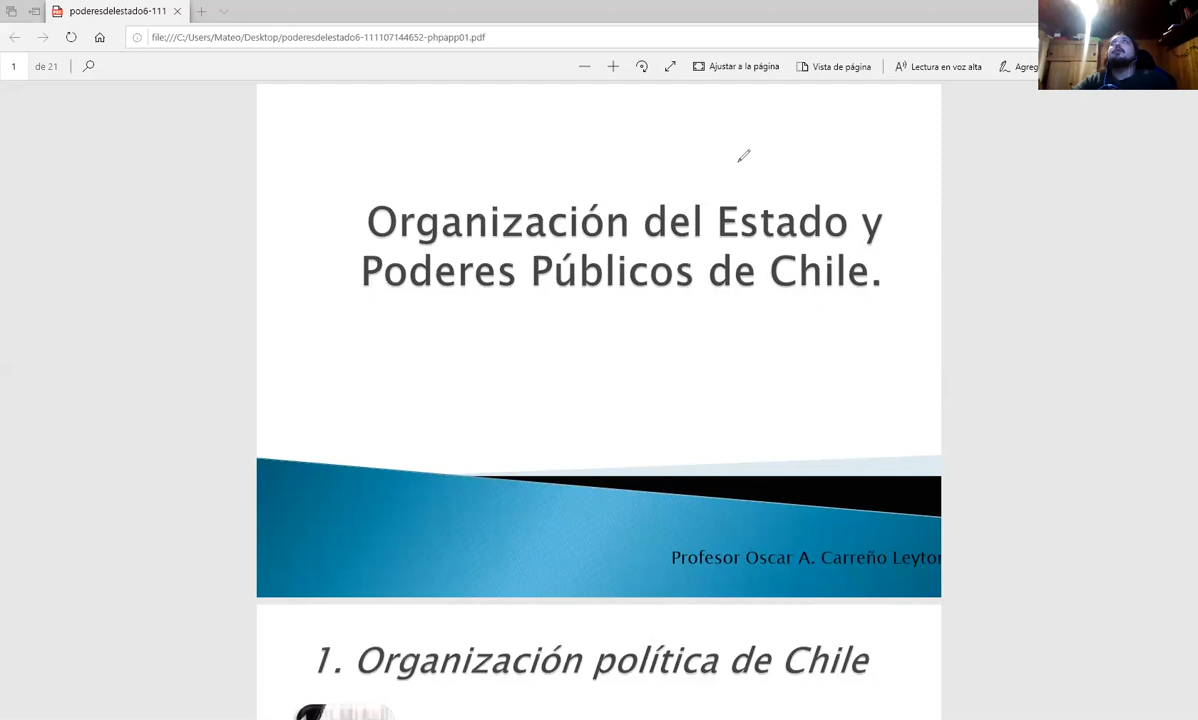 poderesdelestado6-111
file:///C:/Users/Mateo/Desktop/poderesdelestado6-111107144652-phpapp01.pdf
1 de 21 Ajustar a la página Vista de página Lectura en voz alta Agreg
Organización del Estado y
Poderes Públicos de Chile.
Profesor Oscar A. Carreño Leyton
1. Organización política de Chile